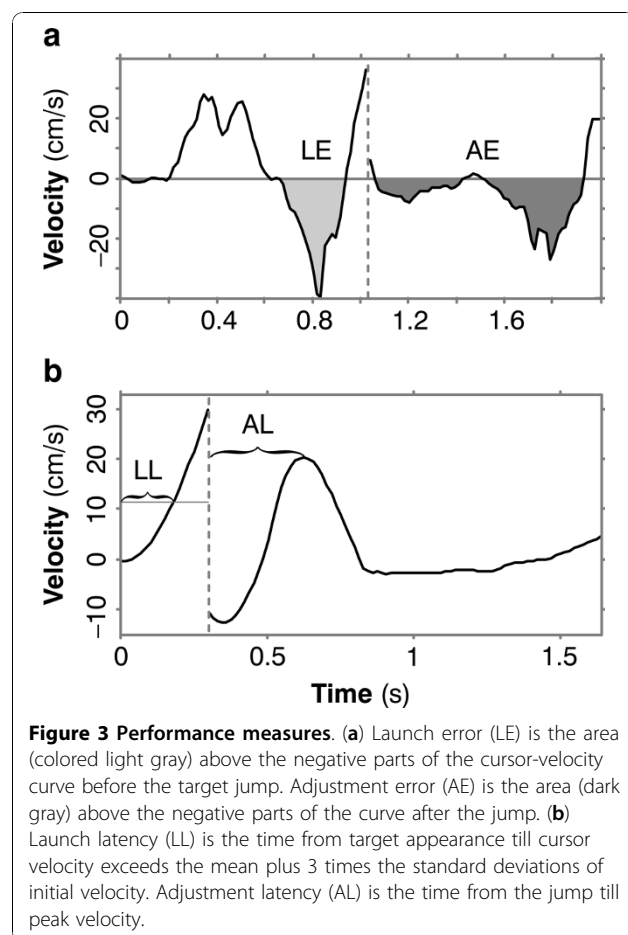 a
Velocity (cm/s)
20
0
−20
LE
AE
0 0.4 0.8 1.2 1.6
b
Velocity (cm/s)
30
20
10
0
−10
LL
AL
0 0.5 1 1.5
Time (s)
Figure 3 Performance measures. (a) Launch error (LE) is the area
(colored light gray) above the negative parts of the cursor-velocity
curve before the target jump. Adjustment error (AE) is the area (dark
gray) above the negative parts of the curve after the jump. (b)
Launch latency (LL) is the time from target appearance till cursor
velocity exceeds the mean plus 3 times the standard deviations of
initial velocity. Adjustment latency (AL) is the time from the jump till
peak velocity.